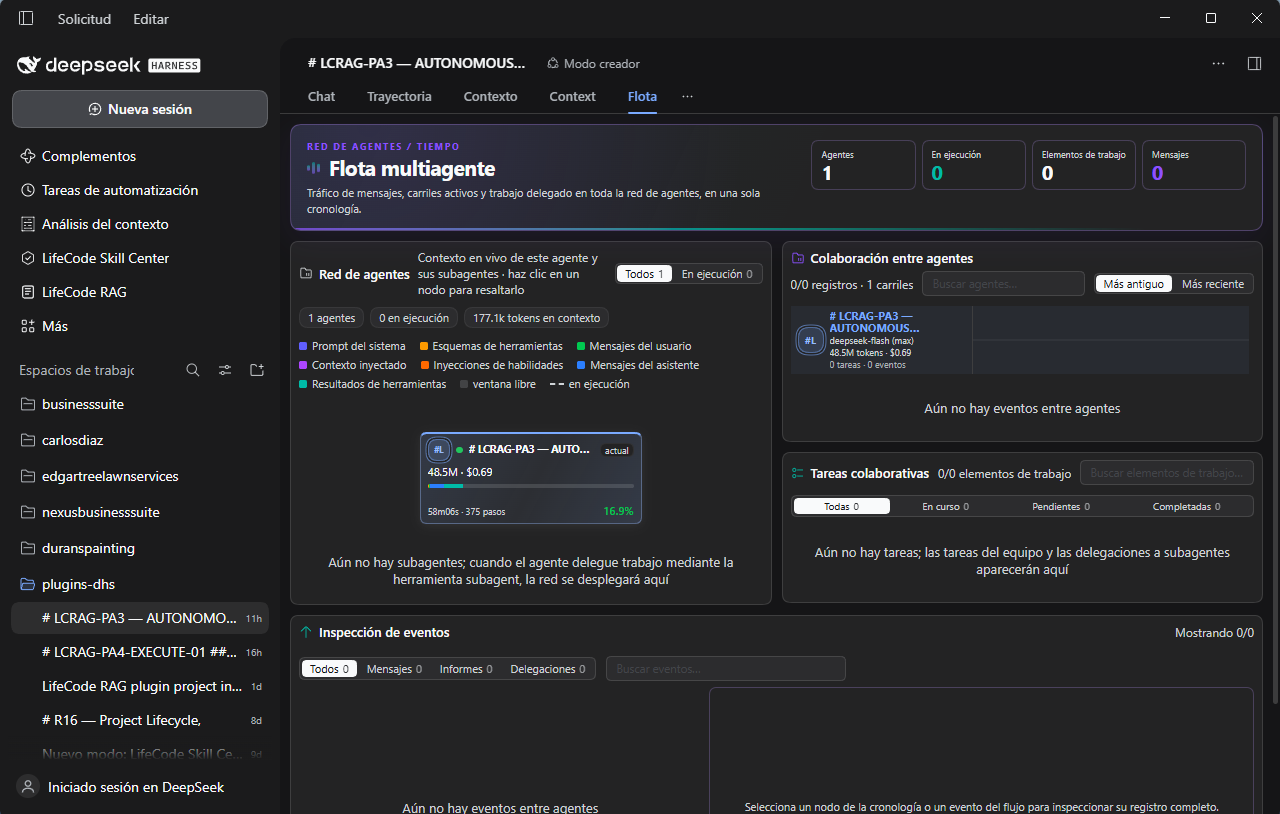 Solicitud
Editar
deepseek HARNESS
Nueva sesión
Complementos
Tareas de automatización
Análisis del contexto
LifeCode Skill Center
LifeCode RAG
Más
Espacios de trabajo
businesssuite
carlosdiaz
edgartreelawnservices
nexusbusinesssuite
duranspainting
plugins-dhs
# LCRAG-PA3 — AUTONOMO... 11h
# LCRAG-PA4-EXECUTE-01 ##... 16h
LifeCode RAG plugin project in... 1d
# R16 — Project Lifecycle, 8d
Nuevo modo: LifeCode Skill Ce... 9d
Iniciado sesión en DeepSeek
# LCRAG-PA3 — AUTONOMOUS...
Modo creador
Chat
Trayectoria
Contexto
Context
Flota
RED DE AGENTES / TIEMPO
Flota multiagente
Tráfico de mensajes, carriles activos y trabajo delegado en toda la red de agentes, en una sola
cronología.
Agentes
1
En ejecución
0
Elementos de trabajo
0
Mensajes
0
Red de agentes
Contexto en vivo de este agente y
sus subagentes · haz clic en un
nodo para resaltarlo
Todos 1
En ejecución 0
1 agentes
0 en ejecución
177.1k tokens en contexto
Prompt del sistema
Esquemas de herramientas
Mensajes del usuario
Contexto inyectado
Inyecciones de habilidades
Mensajes del asistente
Resultados de herramientas
ventana libre
en ejecución
#L
# LCRAG-PA3 — AUTO...
actual
48.5M · $0.69
58m06s · 375 pasos
16.9%
Aún no hay subagentes; cuando el agente delegue trabajo mediante la
herramienta subagent, la red se desplegará aquí
Colaboración entre agentes
0/0 registros · 1 carriles
Buscar agentes...
Más antiguo
Más reciente
#L
# LCRAG-PA3 —
AUTONOMOUS...
deepseek-flash (max)
48.5M tokens · $0.69
0 tareas · 0 eventos
Aún no hay eventos entre agentes
Tareas colaborativas
0/0 elementos de trabajo
Buscar elementos de trabajo...
Todas 0
En curso 0
Pendientes 0
Completadas 0
Aún no hay tareas; las tareas del equipo y las delegaciones a subagentes
aparecerán aquí
Inspección de eventos
Mostrando 0/0
Todos 0
Mensajes 0
Informes 0
Delegaciones 0
Buscar eventos...
Aún no hay eventos entre agentes
Selecciona un nodo de la cronología o un evento del flujo para inspeccionar su registro completo.